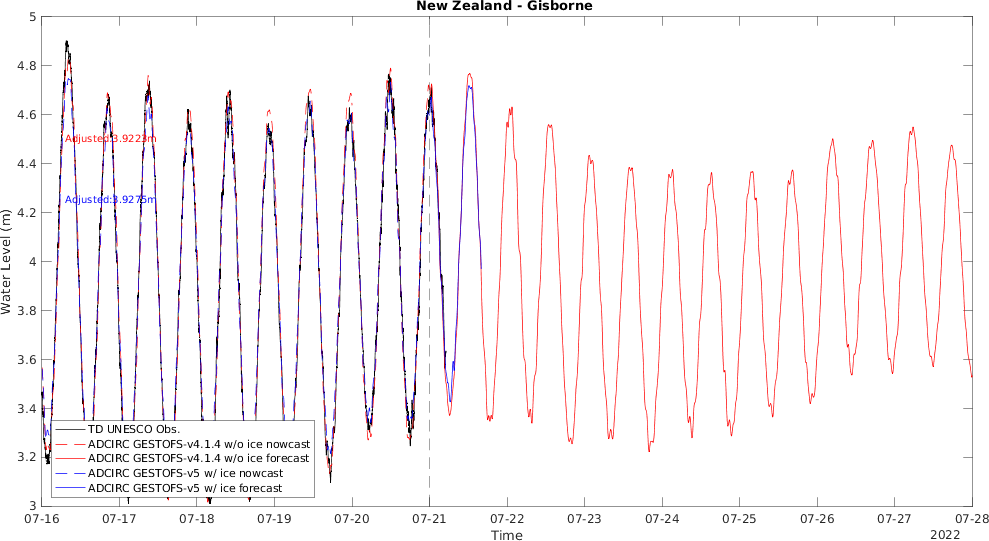 New Zealand - Gisborne
5
4.8
4.6
4.4
4.2
4
3.8
3.6
3.4
3.2
3
Water Level (m)
Adjusted:3.9223m
Adjusted:3.9275m
TD UNESCO Obs.
ADCIRC GESTOFS-v4.1.4 w/o ice nowcast
ADCIRC GESTOFS-v4.1.4 w/o ice forecast
ADCIRC GESTOFS-v5 w/ ice nowcast
ADCIRC GESTOFS-v5 w/ ice forecast
07-16 07-17 07-18 07-19 07-20 07-21 07-22 07-23 07-24 07-25 07-26 07-27 07-28
Time
2022